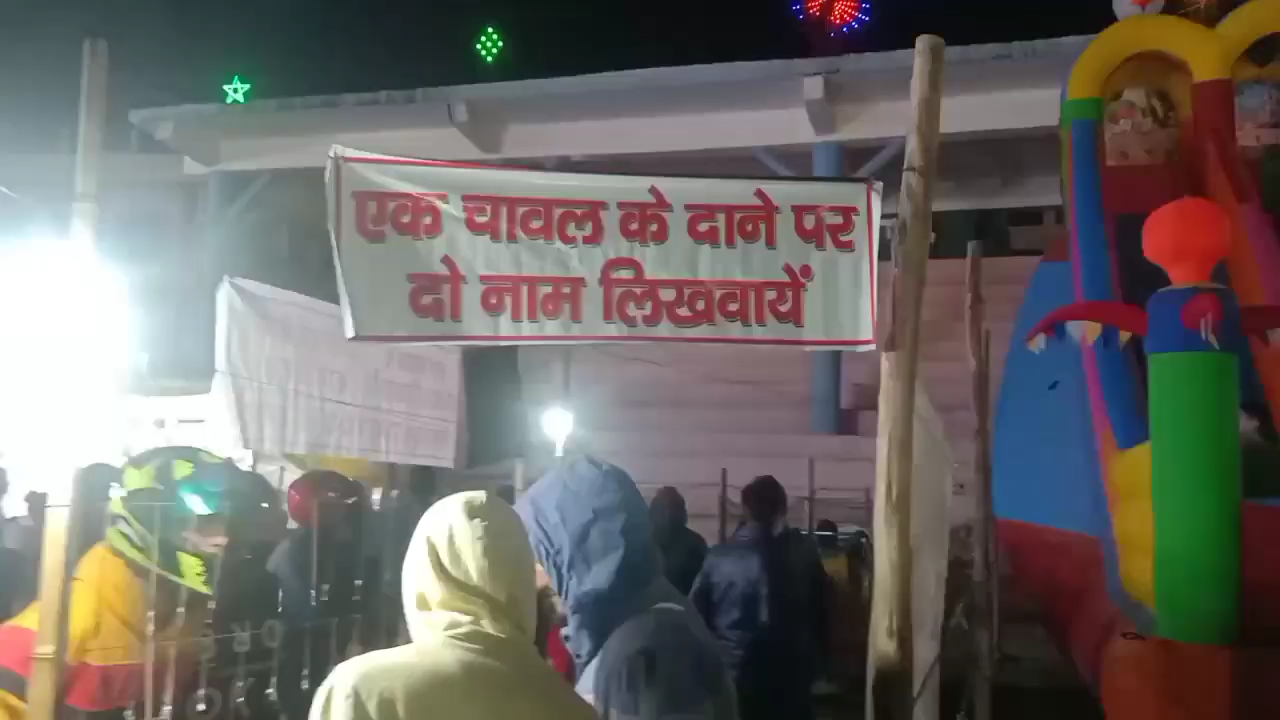 एक चावल के दाने पर
दो नाम लिखवायें